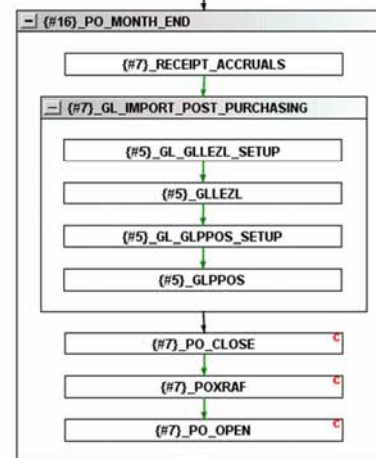 {#16}_PO_MONTH_END
{#7}_RECEIPT_ACCRUALS
{#7}_GL_IMPORT_POST_PURCHASING
{#5}_GL_GLLEZL_SETUP
{#5}_GLLEZL
{#5}_GL_GLPPOS_SETUP
{#5}_GLPPOS
{#7}_PO_CLOSE C
{#7}_POXRAF C
{#7}_PO_OPEN C